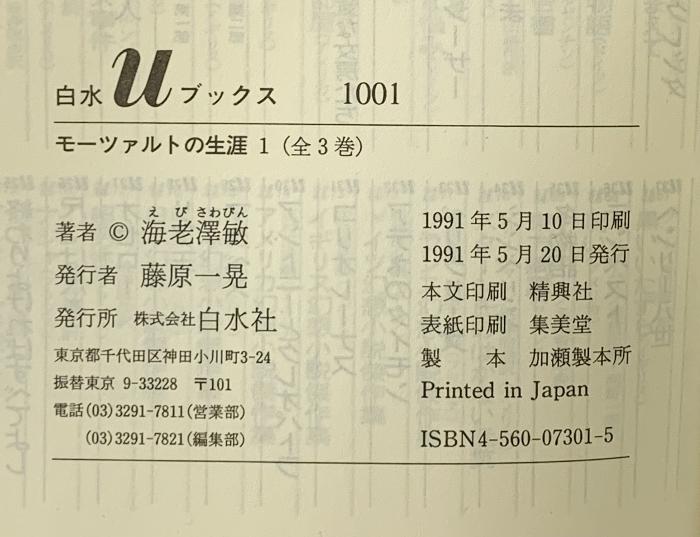 白水uブックス 1001
モーツァルトの生涯 1（全3巻）
えびさわびん
著者 © 海老澤敏
発行者 藤原一晃
発行所 株式会社白水社
東京都千代田区神田小川町3-24
振替東京 9-33228 〒101
電話(03)3291-7811(営業部)
(03)3291-7821(編集部)
1991年5月10日印刷
1991年5月20日発行
本文印刷 精興社
表紙印刷 集美堂
製本 加瀬製本所
Printed in Japan
ISBN4-560-07301-5